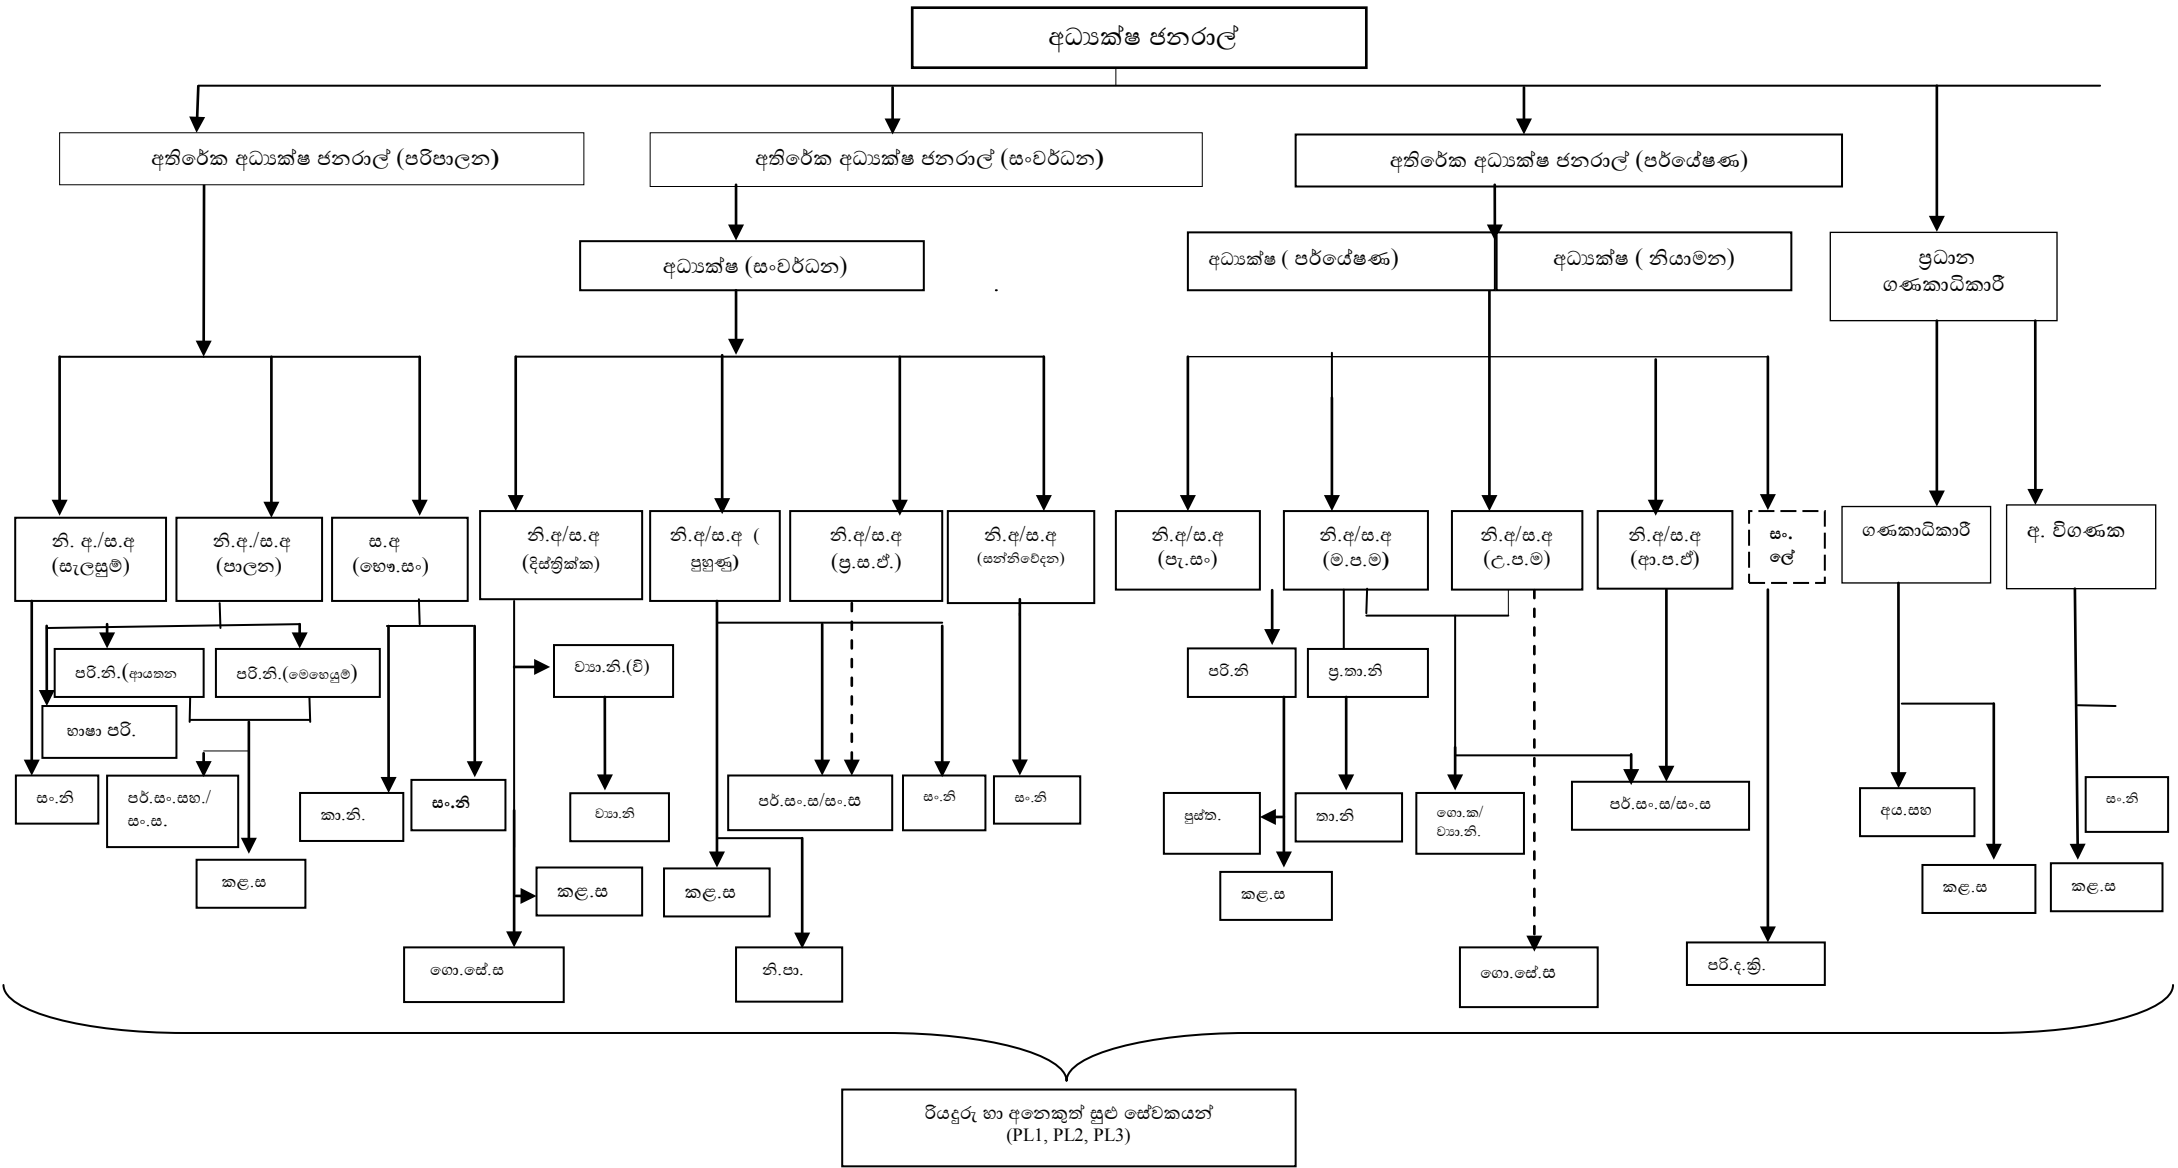 අධ්‍යක්ෂ ජනරාල්
අතිරේක අධ්‍යක්ෂ ජනරාල් (පරිපාලන)
අතිරේක අධ්‍යක්ෂ ජනරාල් (සංවර්ධන)
අතිරේක අධ්‍යක්ෂ ජනරාල් (පර්යේෂණ)
අධ්‍යක්ෂ (සංවර්ධන)
අධ්‍යක්ෂ ( පර්යේෂණ)
අධ්‍යක්ෂ ( නියාමන)
ප්‍රධාන
ගණකාධිකාරී
නි. අ./ස.අ
(සැලසුම්)
නි.අ./ස.අ
(පාලන)
ස.අ
(භෞ.සං)
නි.අ/ස.අ
(දිස්ත්‍රික්ක)
නි.අ/ස.අ (
පුහුණු)
නි.අ/ස.අ
(ප්‍ර.ස.ඒ.)
නි.අ/ස.අ
(සන්නිවේදන)
නි.අ/ස.අ
(පැ.සං)
නි.අ/ස.අ
(ම.ප.ම)
නි.අ/ස.අ
(උ.ප.ම)
නි.අ/ස.අ
(ආ.ප.ඒ)
සං.
ලේ
ගණකාධිකාරී
අ. විගණක
පරි.නි.(ආයතන
පරි.නි.(මෙහෙයුම්)
භාෂා පරි.
ව්‍යා.නි.(වි)
පරි.නි
ප්‍ර.තා.නි
සං.නි
පර්.සං.සහ./
සං.ස.
කා.නි.
සං.නි
ව්‍යා.නි
පර්.සං.ස/සං.ස
සං.නි
සං.නි
පුස්ත.
තා.නි
ගො.ක/
ව්‍යා.නි.
පර්.සං.ස/සං.ස
අය.සහ
සං.නි
කළ.ස
කළ.ස
කළ.ස
කළ.ස
කළ.ස
කළ.ස
ගො.සේ.ස
නි.පා.
ගො.සේ.ස
පරි.ද.ක්‍රි.
රියදුරු හා අනෙකුත් සුළු සේවකයන්
(PL1, PL2, PL3)